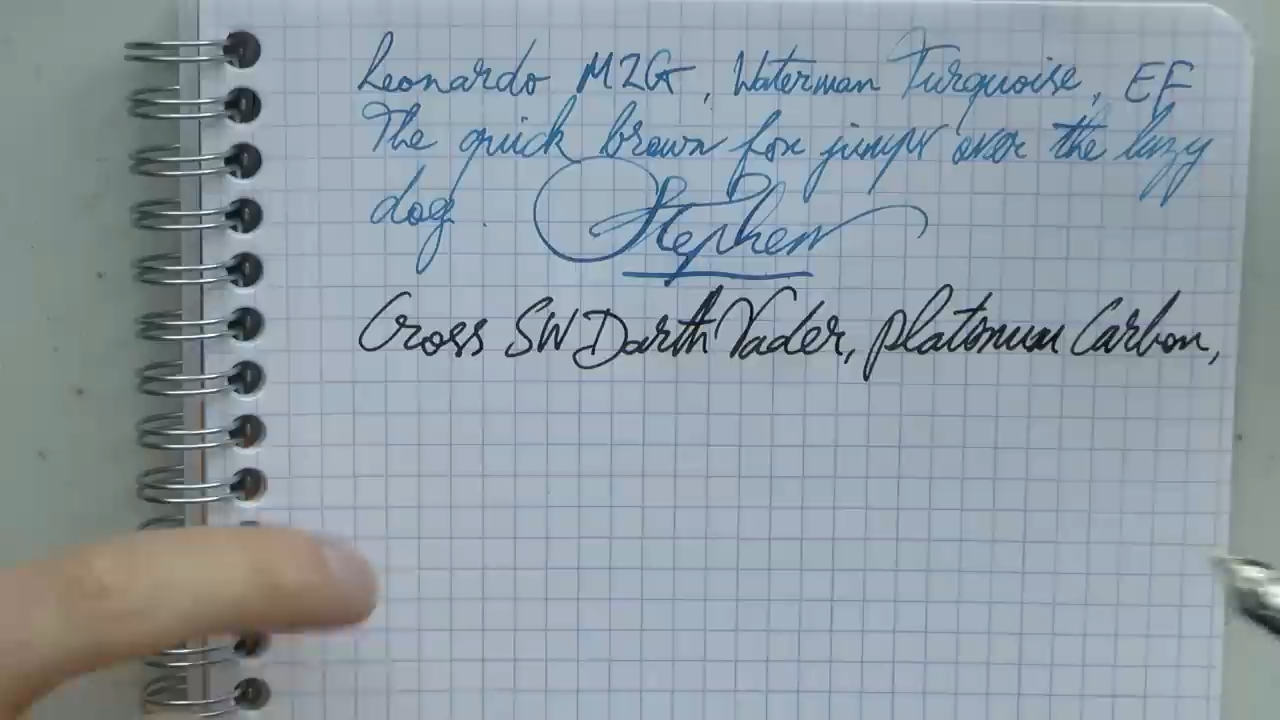 Leonardo MZG, Waterman Turquoise, EF
The quick brown fox jumps over the lazy
dog. Stephen
Cross SW Darth Vader, Platinum Carbon,